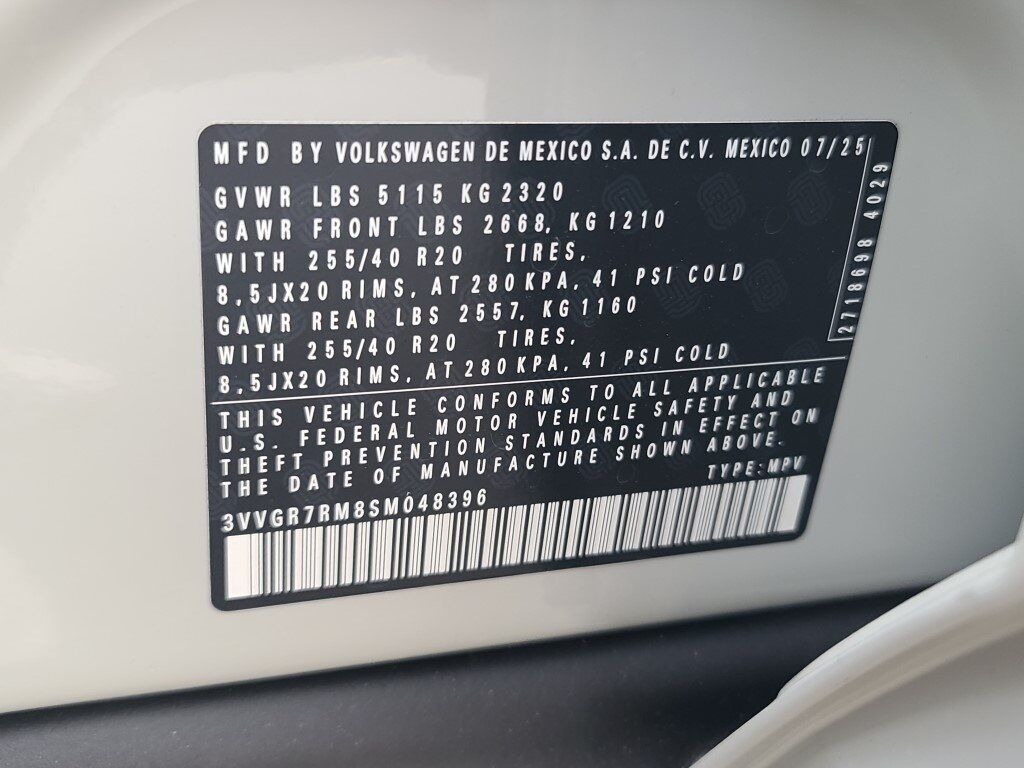 MFD BY VOLKSWAGEN DE MEXICO S.A. DE C.V. MEXICO 07/25
GVWR LBS 5115 KG 2320
GAWR FRONT LBS 2668, KG 1210
WITH 255/40 R20 TIRES,
8,5JX20 RIMS, AT 280 KPA, 41 PSI COLD
GAWR REAR LBS 2557, KG 1160
WITH 255/40 R20 TIRES,
8,5JX20 RIMS, AT 280 KPA, 41 PSI COLD
2718698 4029
THIS VEHICLE CONFORMS TO ALL APPLICABLE
U.S. FEDERAL MOTOR VEHICLE SAFETY AND
THEFT PREVENTION STANDARDS IN EFFECT ON
THE DATE OF MANUFACTURE SHOWN ABOVE.
TYPE:MPV
3VVGR7RM8SM048396